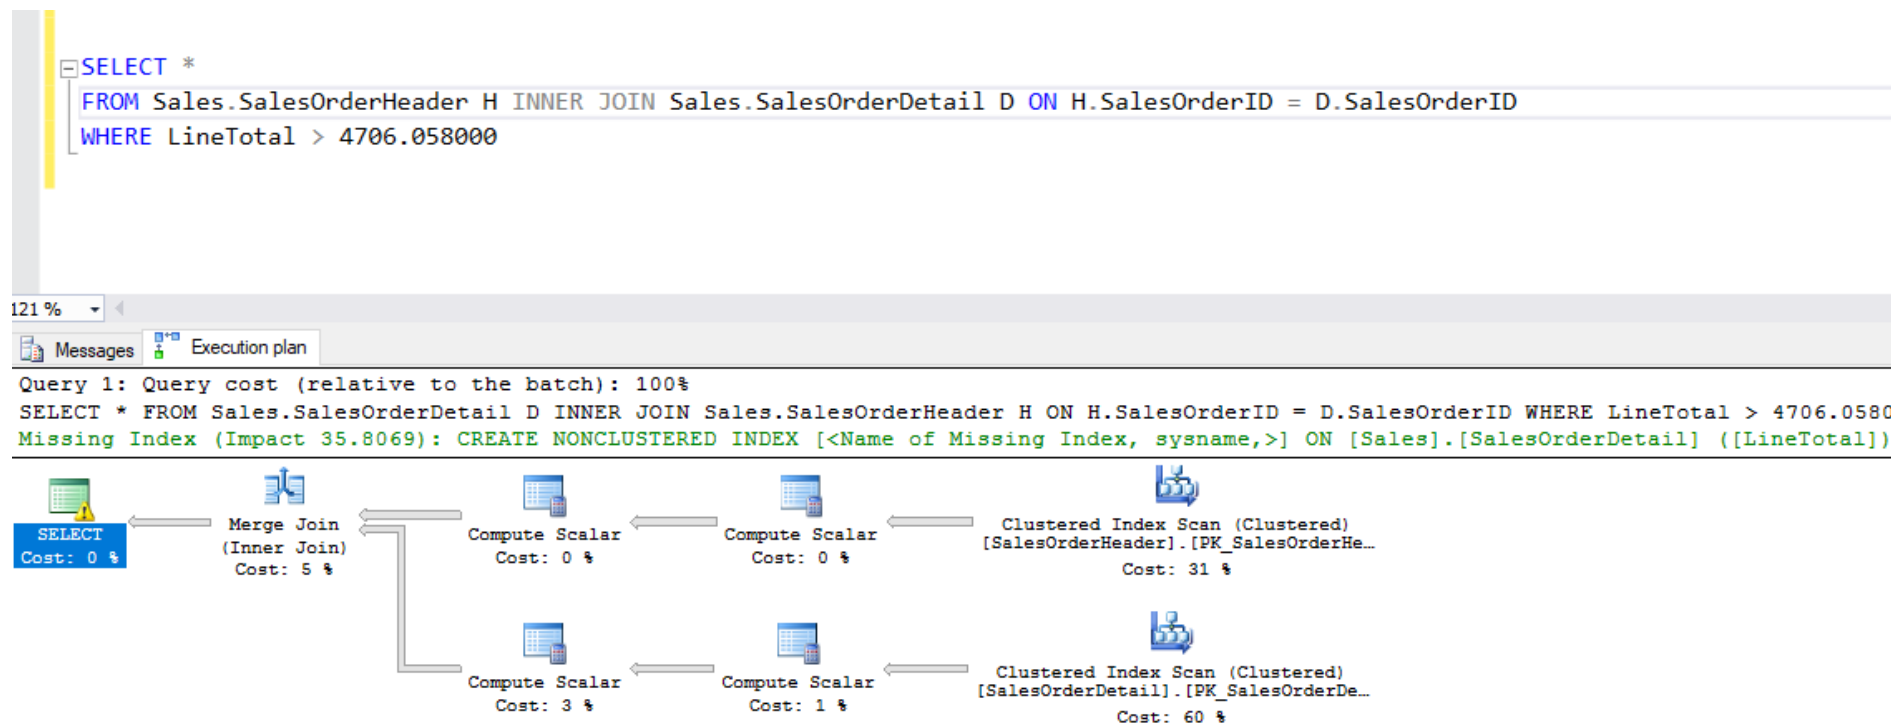 SELECT *
FROM Sales.SalesOrderHeader H INNER JOIN Sales.SalesOrderDetail D ON H.SalesOrderID = D.SalesOrderID
WHERE LineTotal > 4706.058000
121 %
Messages Execution plan
Query 1: Query cost (relative to the batch): 100%
SELECT * FROM Sales.SalesOrderDetail D INNER JOIN Sales.SalesOrderHeader H ON H.SalesOrderID = D.SalesOrderID WHERE LineTotal > 4706.0580
Missing Index (Impact 35.8069): CREATE NONCLUSTERED INDEX [<Name of Missing Index, sysname,>] ON [Sales].[SalesOrderDetail] ([LineTotal])
SELECT
Cost: 0 %
Merge Join
(Inner Join)
Cost: 5 %
Compute Scalar
Cost: 0 %
Compute Scalar
Cost: 0 %
Clustered Index Scan (Clustered)
[SalesOrderHeader].[PK_SalesOrderHe…
Cost: 31 %
Compute Scalar
Cost: 3 %
Compute Scalar
Cost: 1 %
Clustered Index Scan (Clustered)
[SalesOrderDetail].[PK_SalesOrderDe…
Cost: 60 %